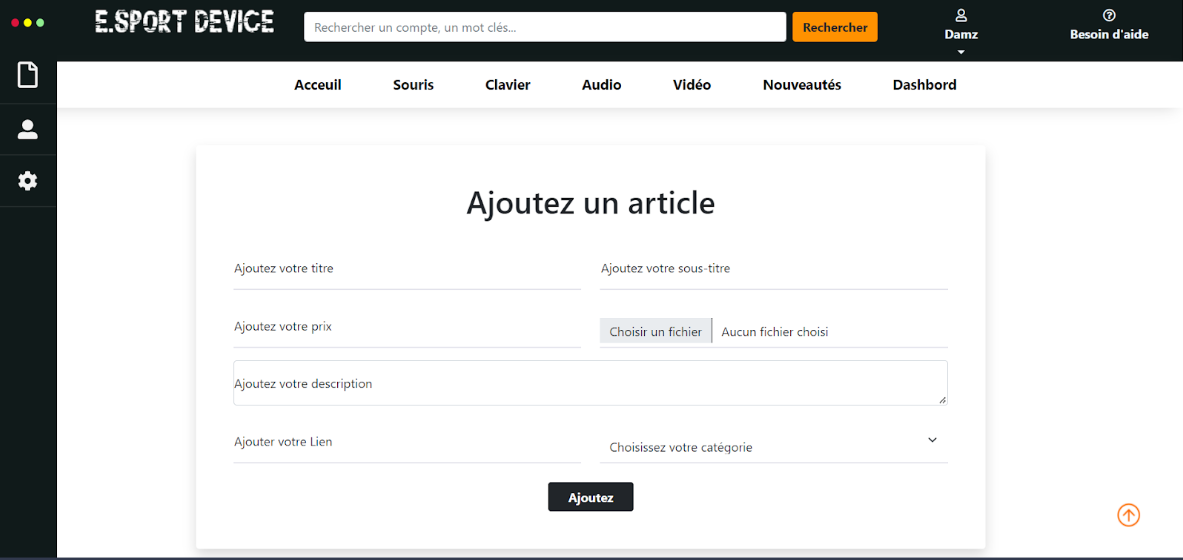 E.SPORT DEVICE
Rechercher un compte, un mot clés...
Rechercher
Damz
Besoin d'aide
Acceuil Souris Clavier Audio Vidéo Nouveautés Dashbord
Ajoutez un article
Ajoutez votre titre
Ajoutez votre sous-titre
Ajoutez votre prix
Choisir un fichier Aucun fichier choisi
Ajoutez votre description
Ajouter votre Lien
Choisissez votre catégorie
Ajoutez